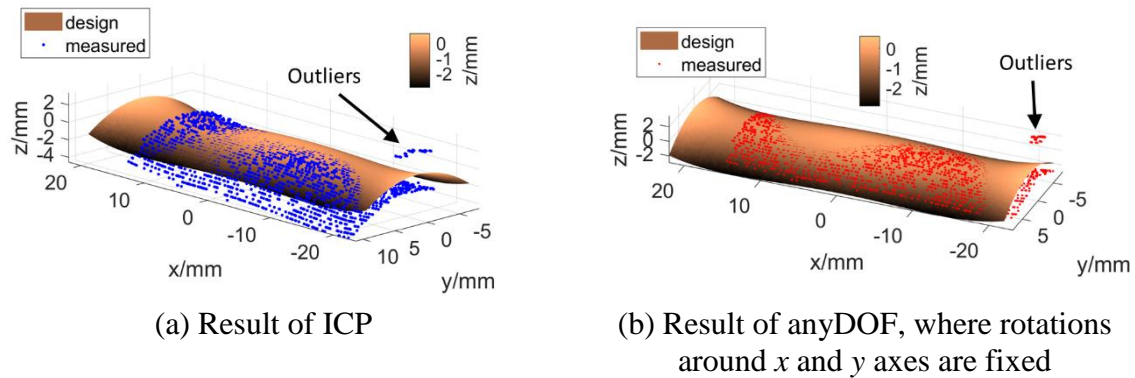 design
measured
Outliers
0
-1
-2
z/mm
2
0
-2
-4
z/mm
20
10
0
-10
-20
x/mm
10
5
0
-5
y/mm
(a) Result of ICP
design
measured
Outliers
0
-1
-2
z/mm
2
0
-2
z/mm
20
10
0
-10
-20
x/mm
5
0
-5
y/mm
(b) Result of anyDOF, where rotations
around x and y axes are fixed